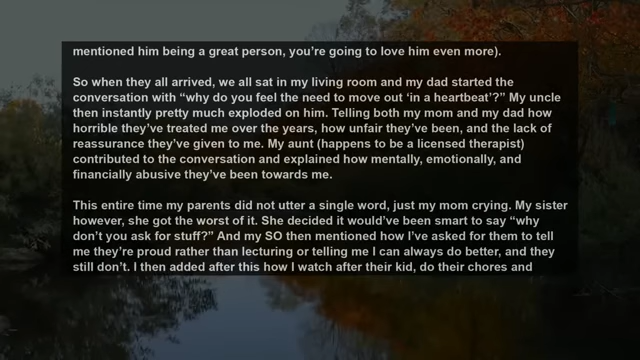 mentioned him being a great person, you’re going to love him even more).
So when they all arrived, we all sat in my living room and my dad started the
conversation with “why do you feel the need to move out ‘in a heartbeat’?” My uncle
then instantly pretty much exploded on him. Telling both my mom and my dad how
horrible they’ve treated me over the years, how unfair they’ve been, and the lack of
reassurance they’ve given to me. My aunt (happens to be a licensed therapist)
contributed to the conversation and explained how mentally, emotionally, and
financially abusive they’ve been towards me.
This entire time my parents did not utter a single word, just my mom crying. My sister
however, she got the worst of it. She decided it would’ve been smart to say “why
don’t you ask for stuff?” And my SO then mentioned how I’ve asked for them to tell
me they’re proud rather than lecturing or telling me I can always do better, and they
still don’t. I then added after this how I watch after their kid, do their chores and